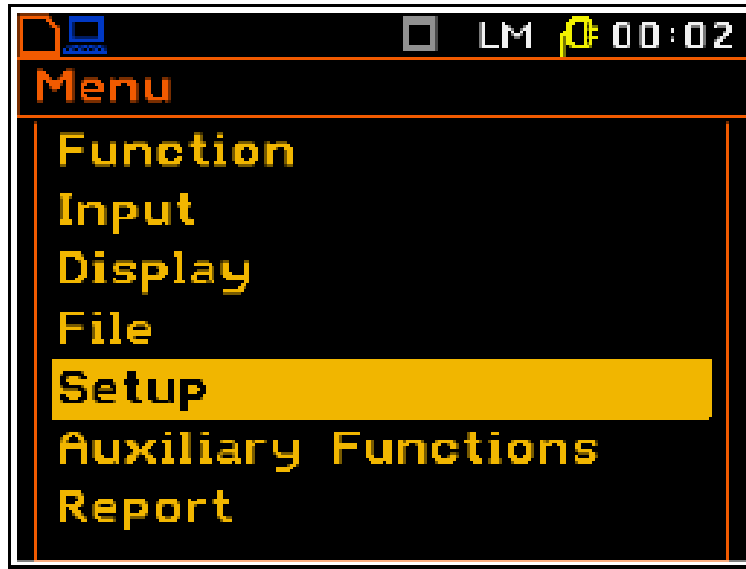 LM 00:02
Menu
Function
Input
Display
File
Setup
Auxiliary Functions
Report